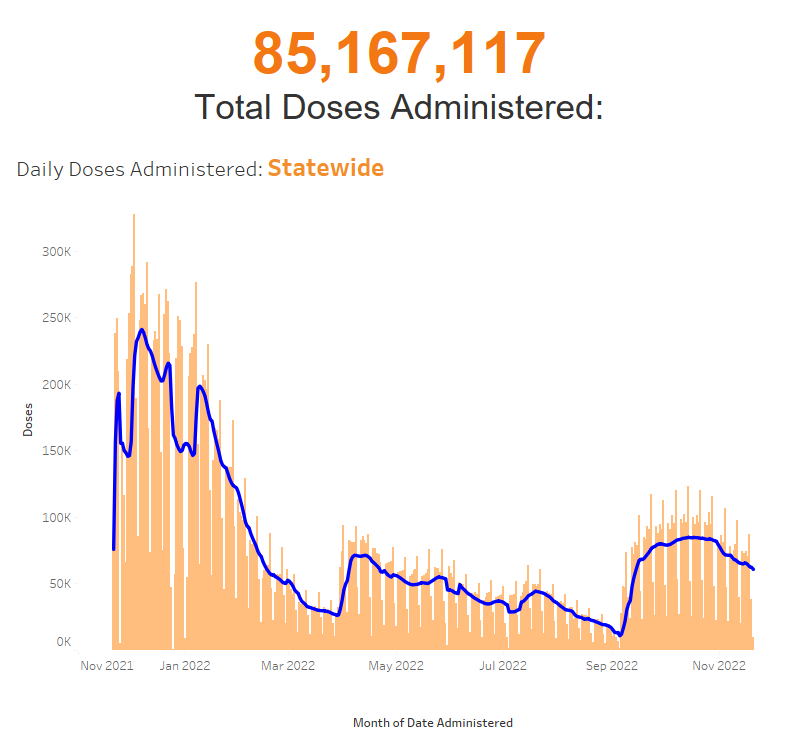 85,167,117
Total Doses Administered:
Daily Doses Administered: Statewide
300K
250K
200K
150K
100K
50K
0K
Doses
Nov 2021 Jan 2022 Mar 2022 May 2022 Jul 2022 Sep 2022 Nov 2022
Month of Date Administered